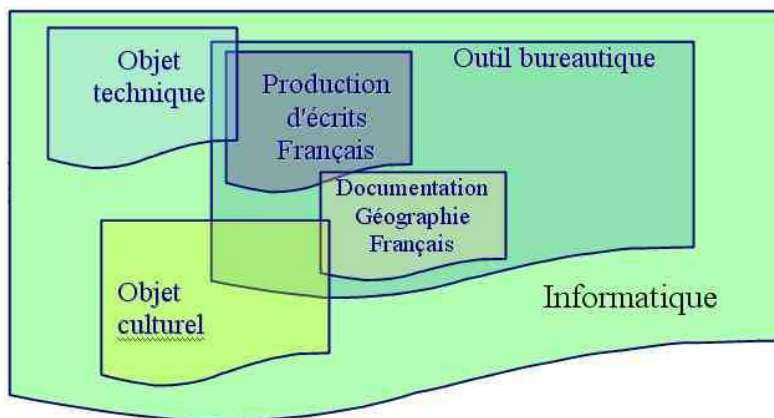 Objet
technique
Outil bureautique
Production
d'écrits
Français
Documentation
Géographie
Français
Objet
culturel
Informatique